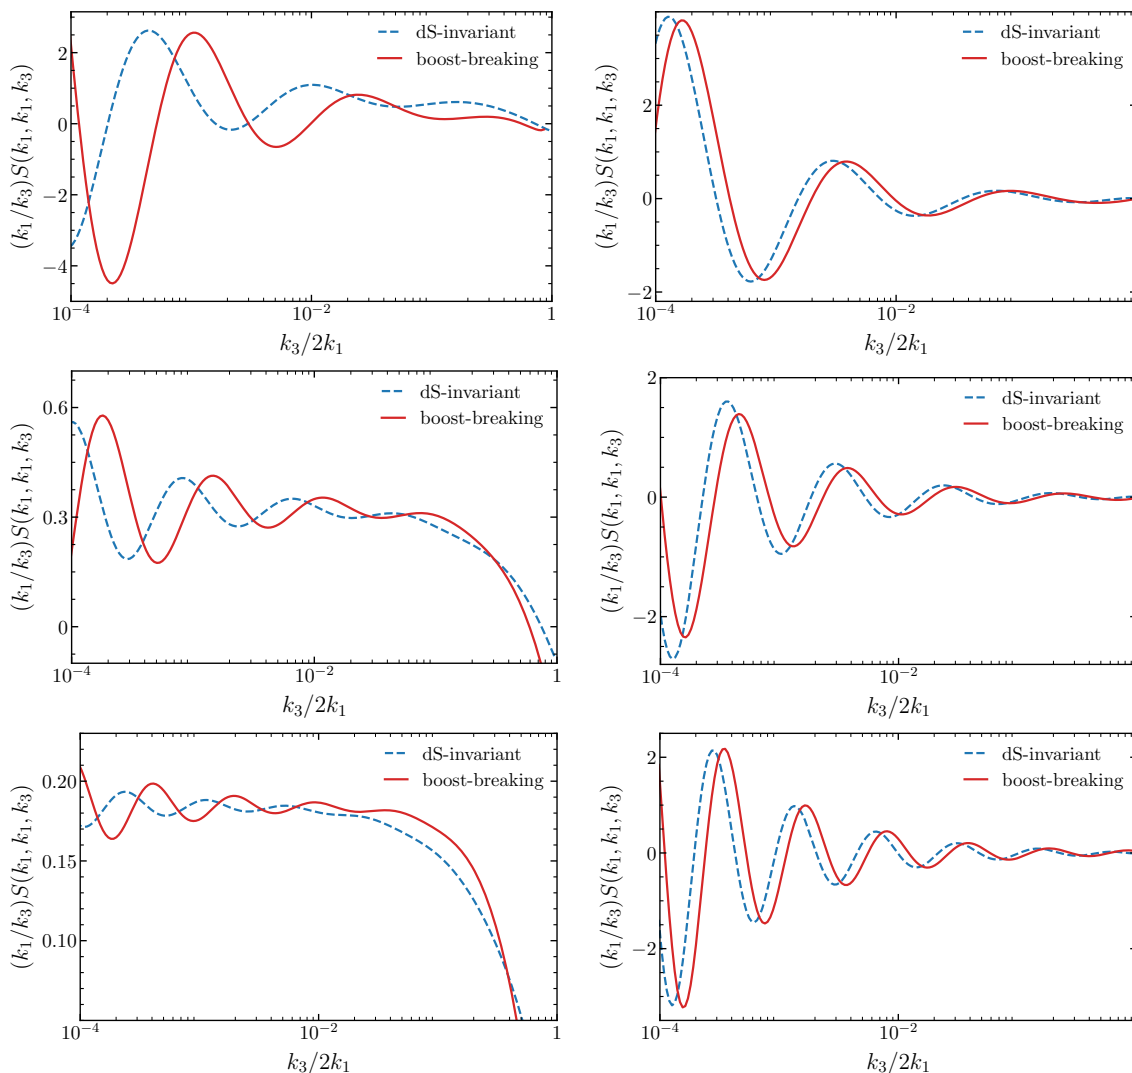 dS-invariant
boost-breaking
(k₁/k₃)S(k₁, k₁, k₃)
2
0
−2
−4
10⁻⁴
10⁻²
1
k₃/2k₁
dS-invariant
boost-breaking
(k₁/k₃)S(k₁, k₁, k₃)
2
0
−2
10⁻⁴
10⁻²
k₃/2k₁
dS-invariant
boost-breaking
(k₁/k₃)S(k₁, k₁, k₃)
0.6
0.3
0
10⁻⁴
10⁻²
1
k₃/2k₁
dS-invariant
boost-breaking
(k₁/k₃)S(k₁, k₁, k₃)
2
0
−2
10⁻⁴
10⁻²
k₃/2k₁
dS-invariant
boost-breaking
(k₁/k₃)S(k₁, k₁, k₃)
0.20
0.15
0.10
10⁻⁴
10⁻²
1
k₃/2k₁
dS-invariant
boost-breaking
(k₁/k₃)S(k₁, k₁, k₃)
2
0
−2
10⁻⁴
10⁻²
k₃/2k₁